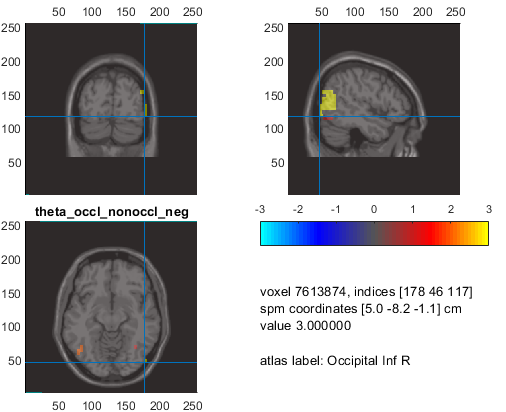 50 100 150 200 250
50 100 150 200 250
250
200
150
100
50
250
200
150
100
50
theta_occl_nonoccl_neg
-3 -2 -1 0 1 2 3
250
200
150
100
50
voxel 7613874, indices [178 46 117]
spm coordinates [5.0 -8.2 -1.1] cm
value 3.000000
atlas label: Occipital Inf R
50 100 150 200 250